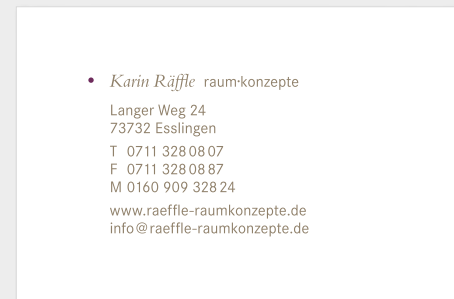 • Karin Räffle raum·konzepte
Langer Weg 24
73732 Esslingen
T 0711 328 08 07
F 0711 328 08 87
M 0160 909 328 24
www.raeffle-raumkonzepte.de
info@raeffle-raumkonzepte.de